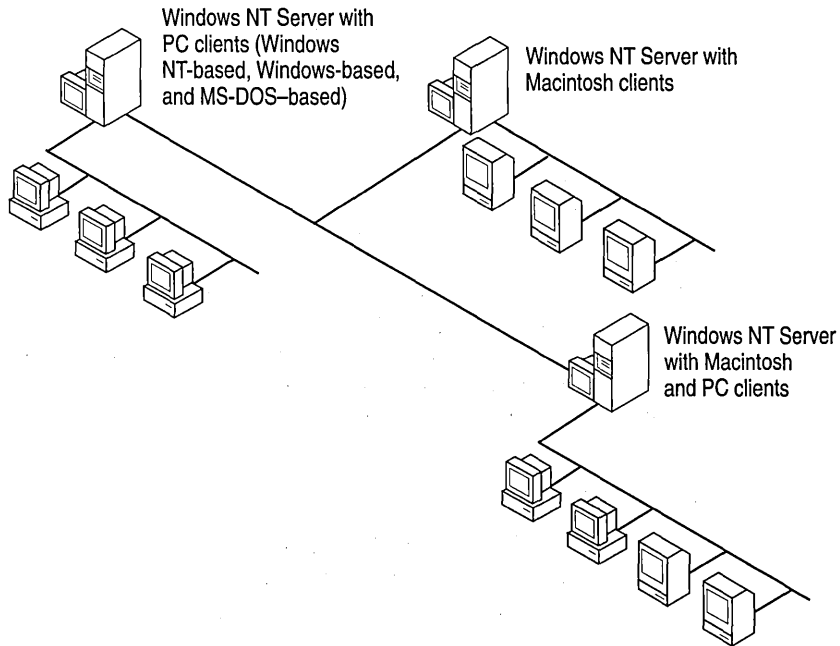 Windows NT Server with
PC clients (Windows
NT-based, Windows-based,
and MS-DOS–based)
Windows NT Server with
Macintosh clients
Windows NT Server
with Macintosh
and PC clients